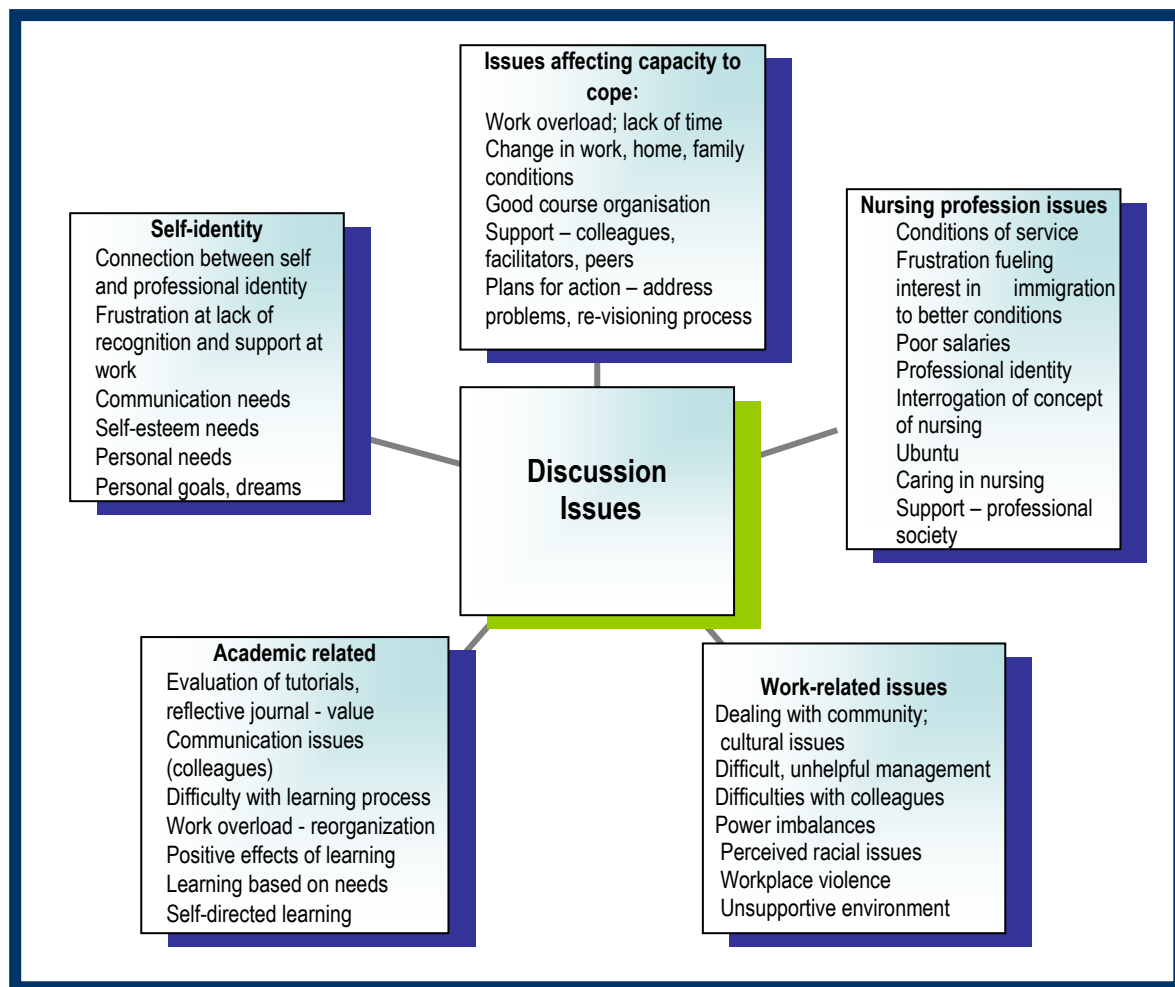 Issues affecting capacity to
cope:
Work overload; lack of time
Change in work, home, family
conditions
Good course organisation
Support – colleagues,
facilitators, peers
Plans for action – address
problems, re-visioning process
Self-identity
Connection between self
and professional identity
Frustration at lack of
recognition and support at
work
Communication needs
Self-esteem needs
Personal needs
Personal goals, dreams
Nursing profession issues
Conditions of service
Frustration fueling
interest in immigration
to better conditions
Poor salaries
Professional identity
Interrogation of concept
of nursing
Ubuntu
Caring in nursing
Support – professional
society
Discussion
Issues
Academic related
Evaluation of tutorials,
reflective journal - value
Communication issues
(colleagues)
Difficulty with learning process
Work overload - reorganization
Positive effects of learning
Learning based on needs
Self-directed learning
Work-related issues
Dealing with community;
cultural issues
Difficult, unhelpful management
Difficulties with colleagues
Power imbalances
Perceived racial issues
Workplace violence
Unsupportive environment